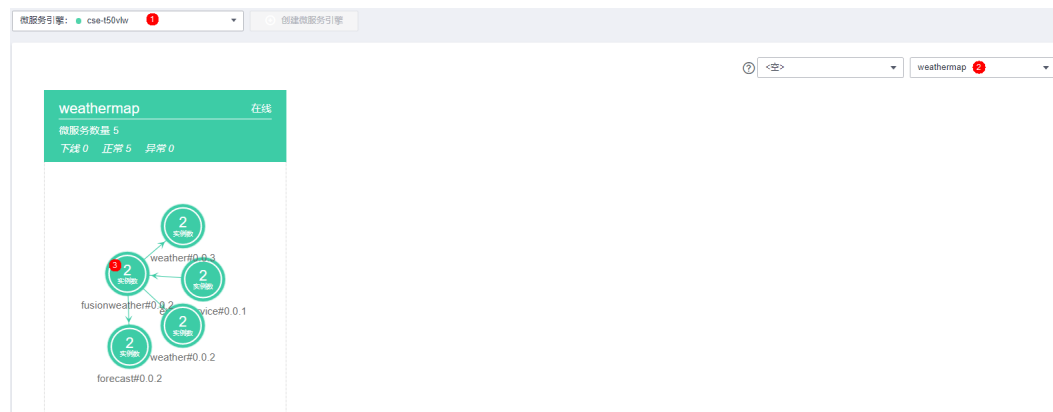 微服务引擎： cse-t50vlw 1 创建微服务引擎
<空> weathermap 2
weathermap 在线
微服务数量 5
下线 0 正常 5 异常 0
2
实例数
weather#0.0.3
3
2
实例数
2
实例数
fusionweather#0.0.2
vice#0.0.1
2
实例数
2
实例数
weather#0.0.2
forecast#0.0.2